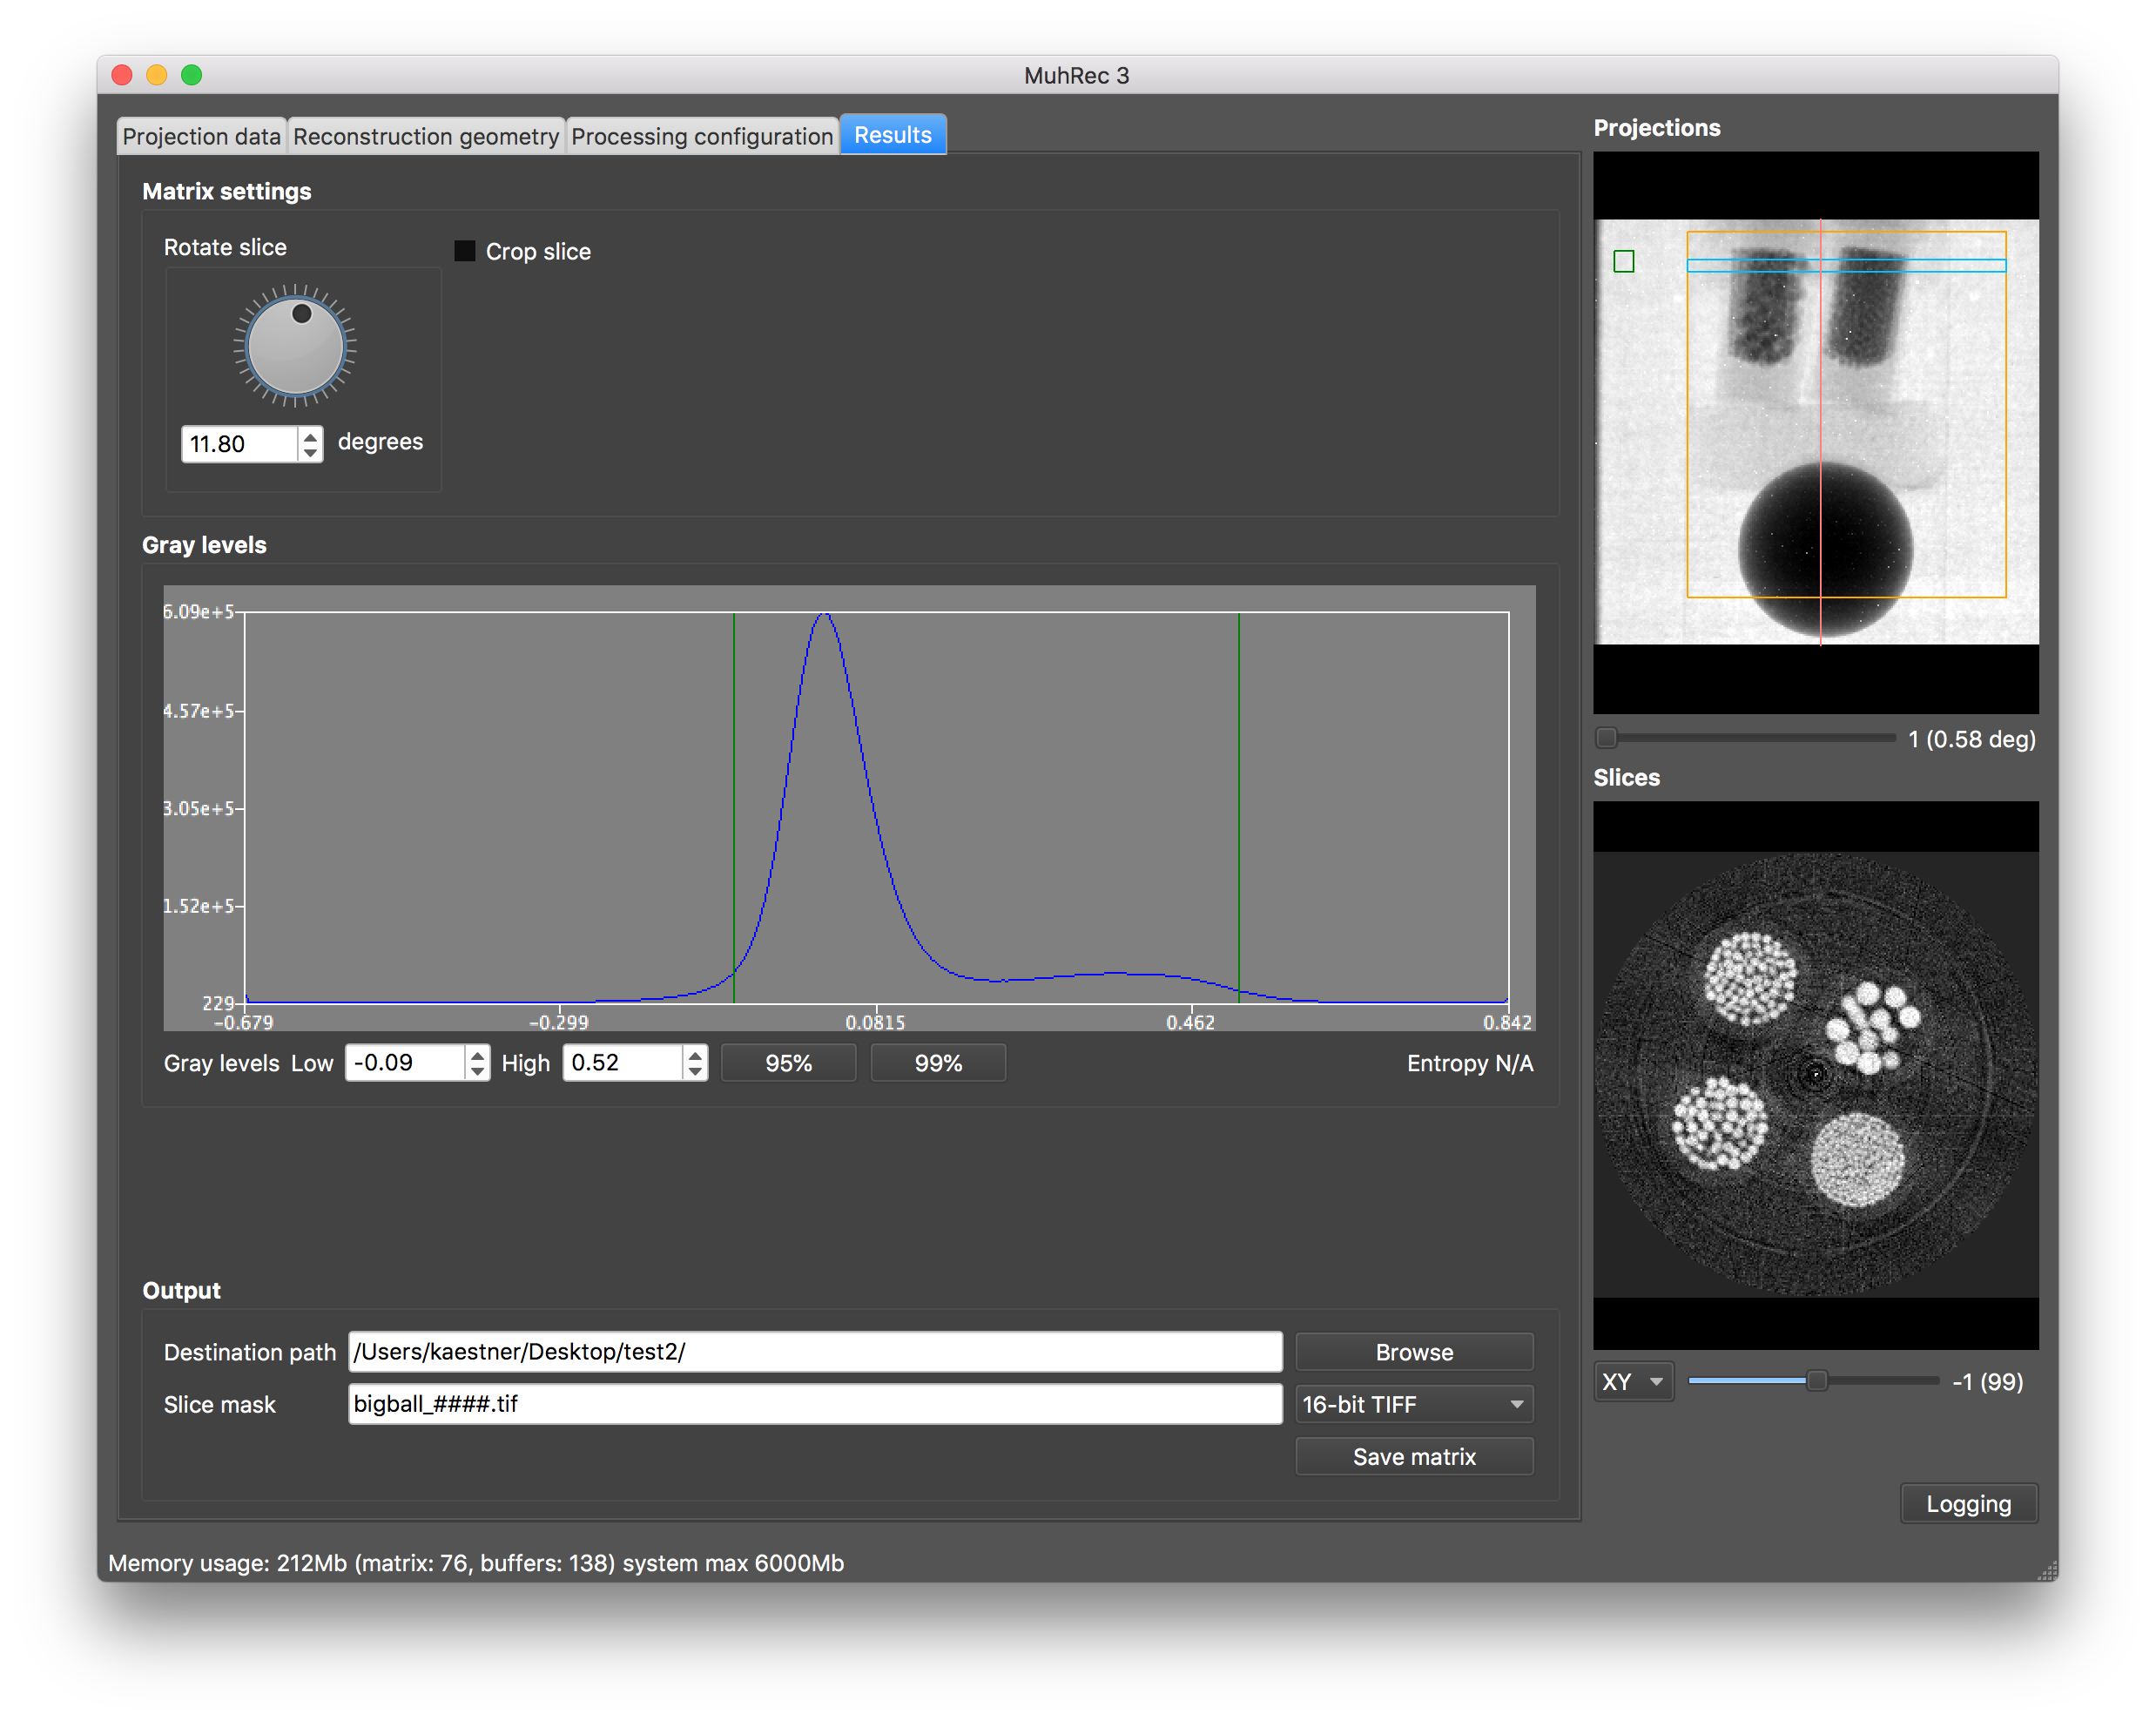 MuhRec 3
Projection data Reconstruction geometry Processing configuration Results
Matrix settings
Rotate slice
Crop slice
11.80 degrees
Gray levels
6.09e+5
4.57e+5
3.05e+5
1.52e+5
229
-0.679 -0.299 0.0815 0.462 0.842
Gray levels Low -0.09 High 0.52 95% 99% Entropy N/A
Output
Destination path /Users/kaestner/Desktop/test2/ Browse
Slice mask bigball_####.tif 16-bit TIFF
Save matrix
Projections
1 (0.58 deg)
Slices
XY -1 (99)
Logging
Memory usage: 212Mb (matrix: 76, buffers: 138) system max 6000Mb